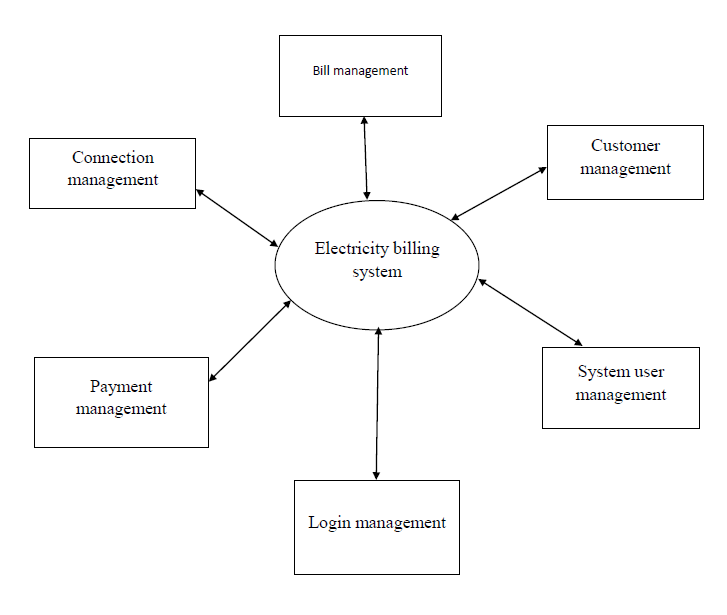 Bill management
Connection
management
Customer
management
Electricity billing
system
Payment
management
System user
management
Login management